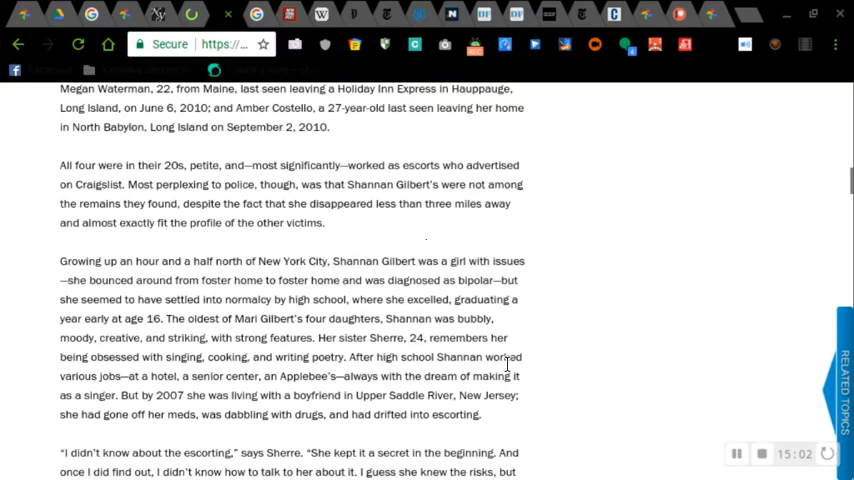 Secure
https://...
Megan Waterman, 22, from Maine, last seen leaving a Holiday Inn Express in Hauppauge,
Long Island, on June 6, 2010; and Amber Costello, a 27-year-old last seen leaving her home
in North Babylon, Long Island on September 2, 2010.
All four were in their 20s, petite, and—most significantly—worked as escorts who advertised
on Craigslist. Most perplexing to police, though, was that Shannan Gilbert's were not among
the remains they found, despite the fact that she disappeared less than three miles away
and almost exactly fit the profile of the other victims.
Growing up an hour and a half north of New York City, Shannan Gilbert was a girl with issues
—she bounced around from foster home to foster home and was diagnosed as bipolar—but
she seemed to have settled into normalcy by high school, where she excelled, graduating a
year early at age 16. The oldest of Mari Gilbert's four daughters, Shannan was bubbly,
moody, creative, and striking, with strong features. Her sister Sherre, 24, remembers her
being obsessed with singing, cooking, and writing poetry. After high school Shannan worked
various jobs—at a hotel, a senior center, an Applebee's—always with the dream of making it
as a singer. But by 2007 she was living with a boyfriend in Upper Saddle River, New Jersey;
she had gone off her meds, was dabbling with drugs, and had drifted into escorting.
"I didn't know about the escorting," says Sherre. "She kept it a secret in the beginning. And
once I did find out, I didn't know how to talk to her about it. I guess she knew the risks, but
RELATED TOPICS
15:02